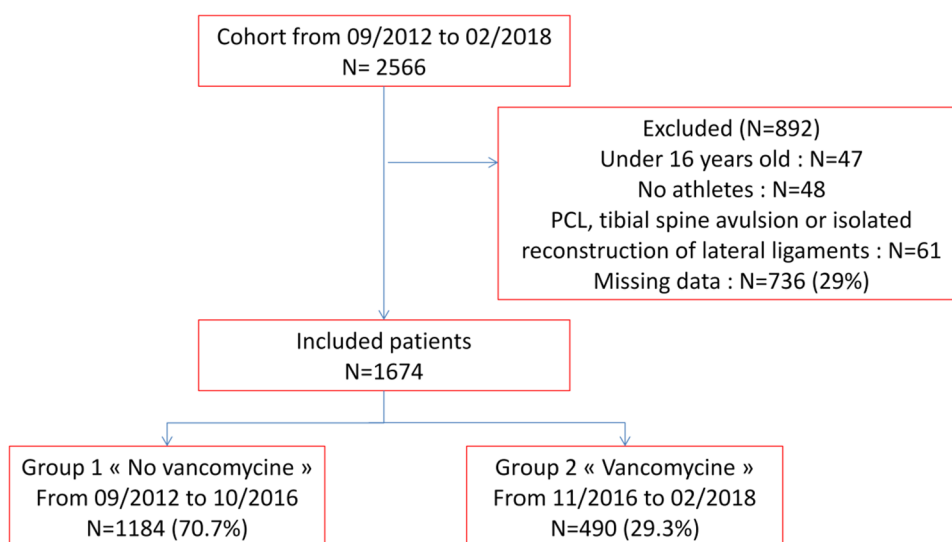 Cohort from 09/2012 to 02/2018
N= 2566
Excluded (N=892)
Under 16 years old : N=47
No athletes : N=48
PCL, tibial spine avulsion or isolated
reconstruction of lateral ligaments : N=61
Missing data : N=736 (29%)
Included patients
N=1674
Group 1 « No vancomycine »
From 09/2012 to 10/2016
N=1184 (70.7%)
Group 2 « Vancomycine »
From 11/2016 to 02/2018
N=490 (29.3%)